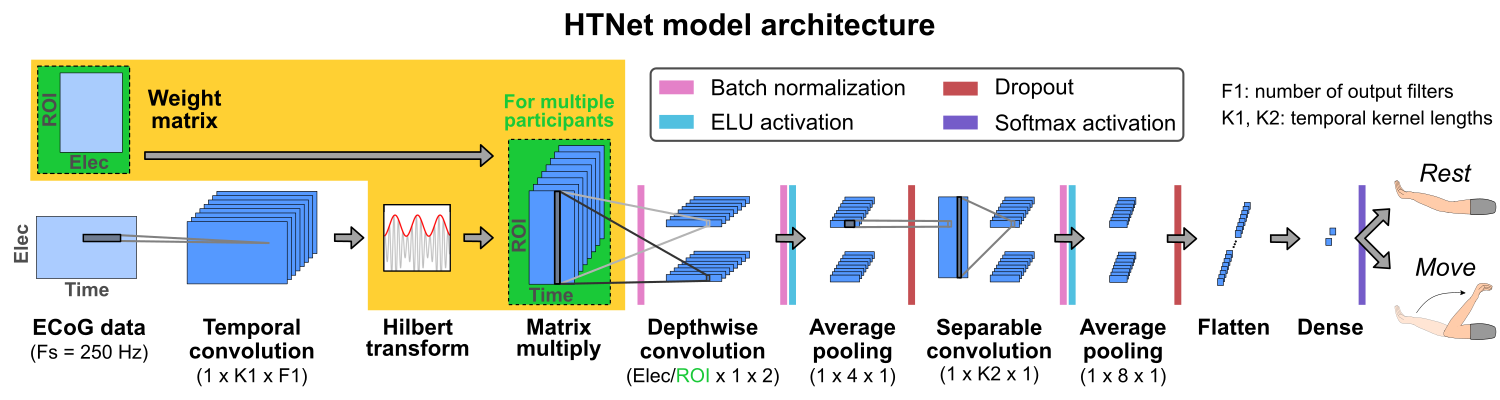 HTNet model architecture
ROI
Elec
Weight
matrix
For multiple
participants
Batch normalization
ELU activation
Dropout
Softmax activation
F1: number of output filters
K1, K2: temporal kernel lengths
Elec
Time
ROI
Time
Rest
Move
ECoG data
(Fs = 250 Hz)
Temporal
convolution
(1 x K1 x F1)
Hilbert
transform
Matrix
multiply
Depthwise
convolution
(Elec/ROI x 1 x 2)
Average
pooling
(1 x 4 x 1)
Separable
convolution
(1 x K2 x 1)
Average
pooling
(1 x 8 x 1)
Flatten
Dense